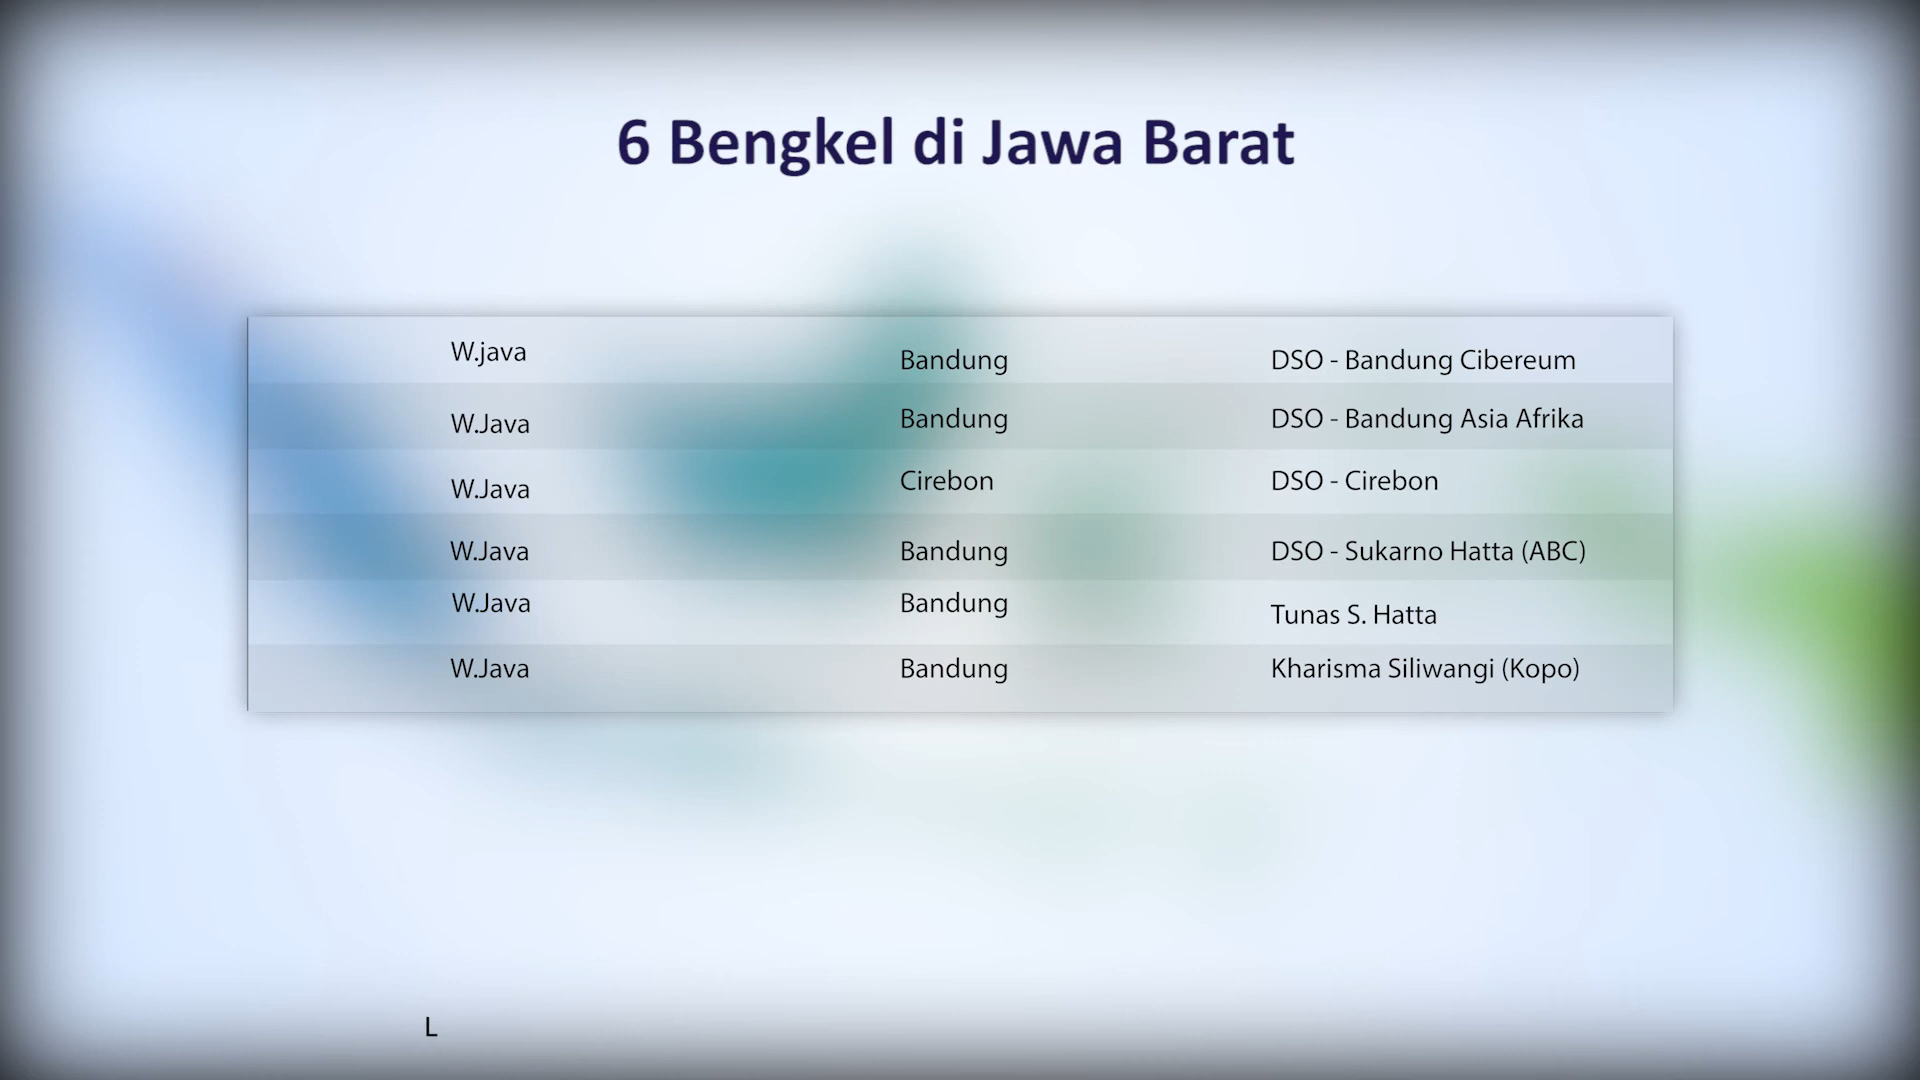 6 Bengkel di Jawa Barat
W.java Bandung DSO - Bandung Cibereum
W.Java Bandung DSO - Bandung Asia Afrika
W.Java Cirebon DSO - Cirebon
W.Java Bandung DSO - Sukarno Hatta (ABC)
W.Java Bandung Tunas S. Hatta
W.Java Bandung Kharisma Siliwangi (Kopo)
L